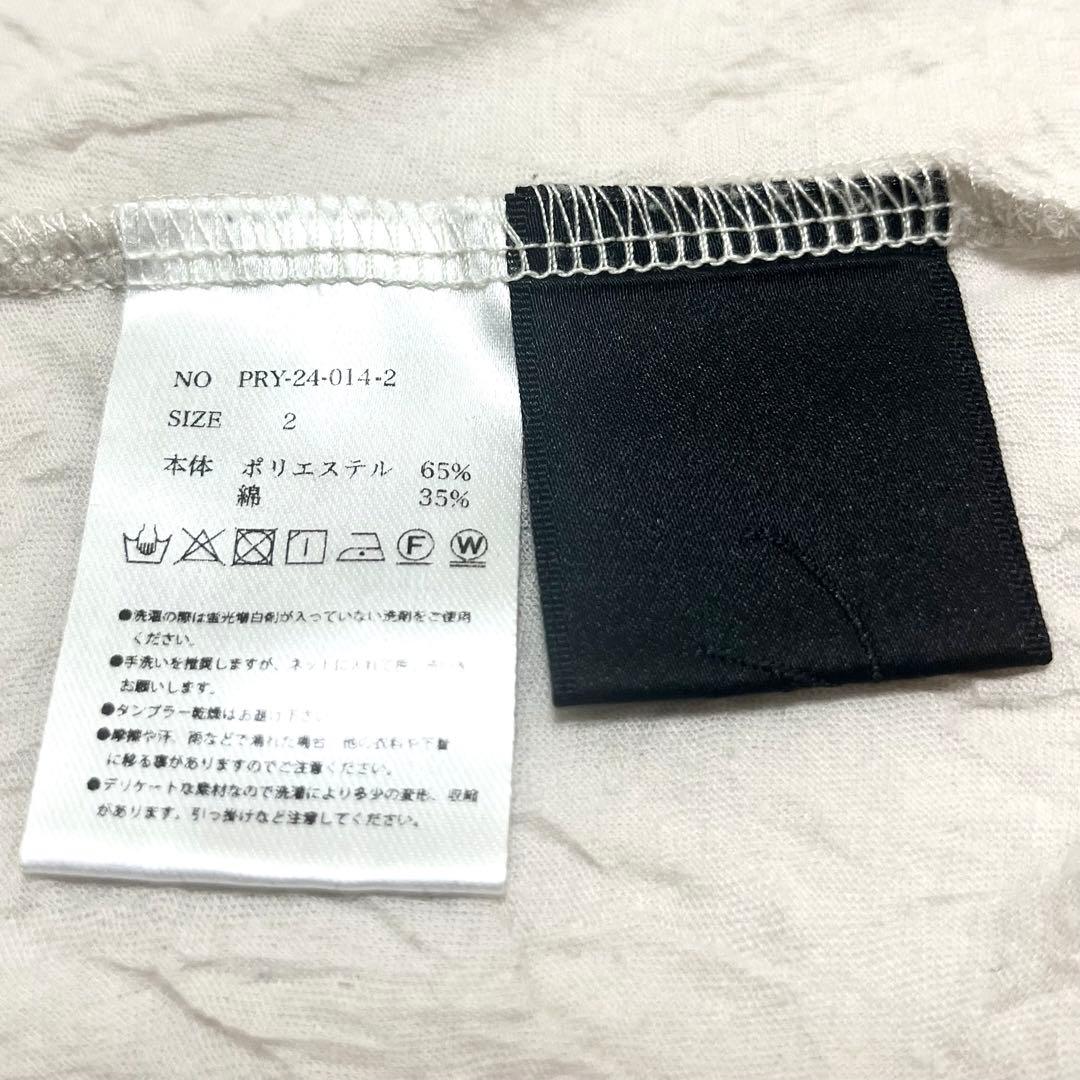 NO PRY-24-014-2
SIZE 2
本体 ポリエステル 65%
綿 35%
F W
●洗濯の際は蛍光増白剤が入っていない洗剤をご使用
ください。
●手洗いを推奨しますが、ネットに入れて
お願いします。
●タンブラー乾燥はお避け下さい
●摩擦や汗、雨などで濡れた場合、他の衣料や下着
に移る事がありますのでご注意ください。
●デリケートな素材なので洗濯により多少の変形、収縮
があります。引っ掛けなど注意してください。